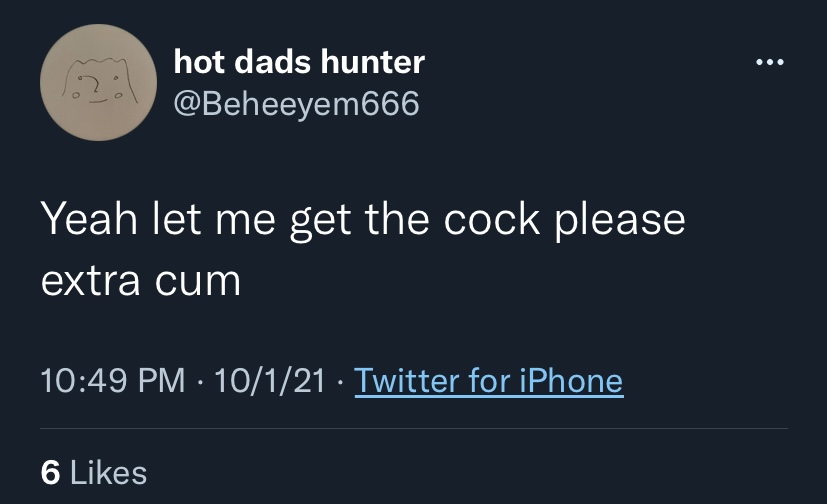 hot dads hunter
@Beheeyem666
Yeah let me get the cock please
extra cum
10:49 PM · 10/1/21 · Twitter for iPhone
6 Likes